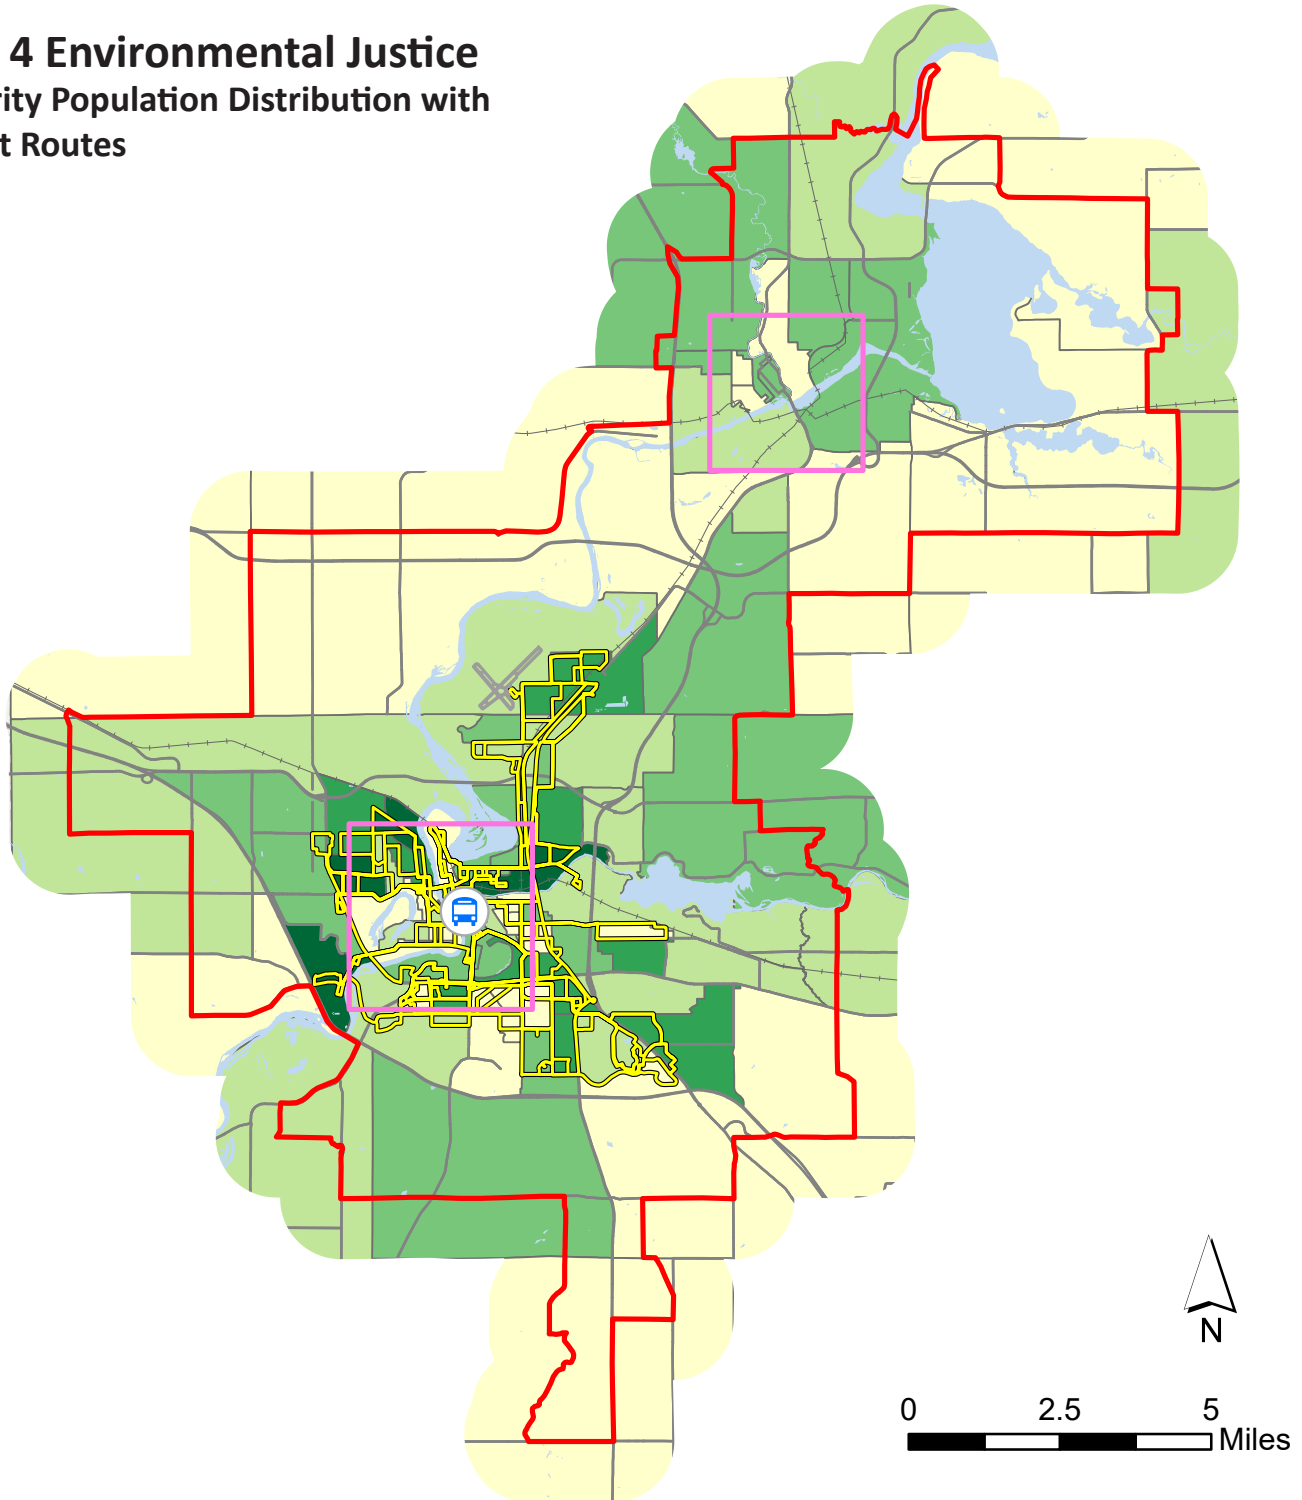 4 Environmental Justice
rity Population Distribution with
t Routes
N
0 2.5 5
Miles